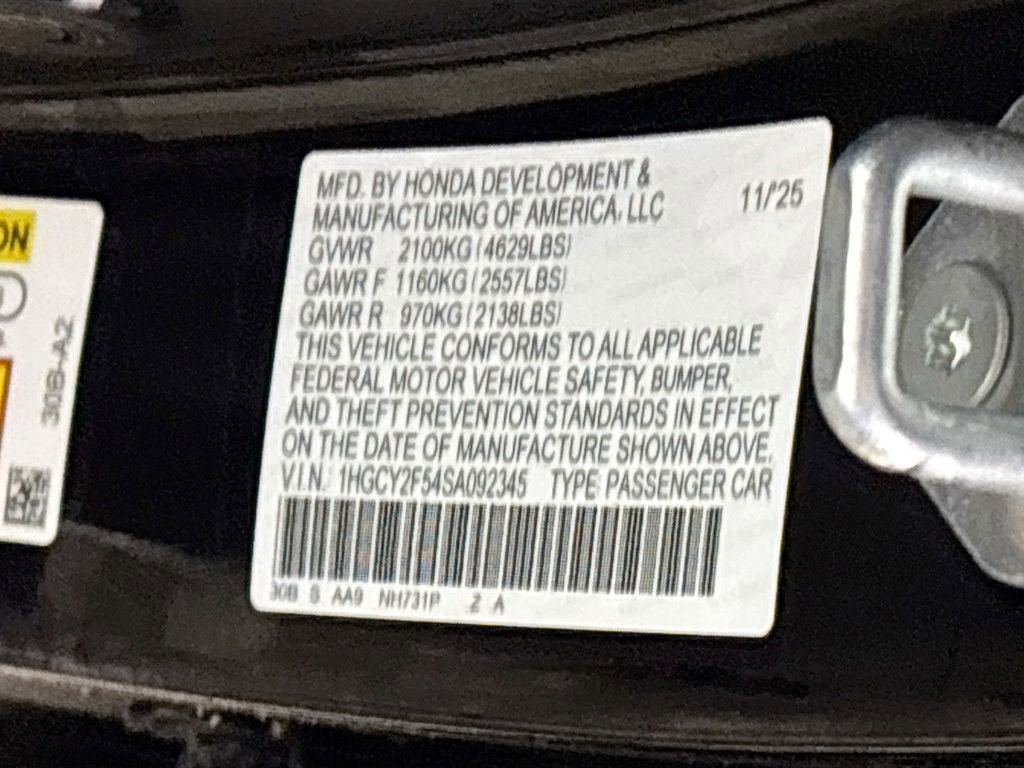 MFD. BY HONDA DEVELOPMENT &
MANUFACTURING OF AMERICA, LLC 11/25
GVWR 2100KG (4629LBS)
GAWR F 1160KG (2557LBS)
GAWR R 970KG (2138LBS)
THIS VEHICLE CONFORMS TO ALL APPLICABLE
FEDERAL MOTOR VEHICLE SAFETY, BUMPER,
AND THEFT PREVENTION STANDARDS IN EFFECT
ON THE DATE OF MANUFACTURE SHOWN ABOVE.
V.I.N. 1HGCY2F54SA092345 TYPE PASSENGER CAR
30B S AA9 NH731P 2 A
ON
30B-A2